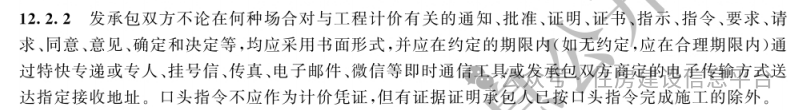 12.2.2 发承包双方不论在何种场合对与工程计价有关的通知、批准、证明、证书、指示、指令、要求、请
求、同意、意见、确定和决定等，均应采用书面形式，并应在约定的期限内(如无约定，应在合理期限内)通
过特快专递或专人、挂号信、传真、电子邮件、微信等即时通信工具或发承包双方商定的电子传输方式送
达指定接收地址。口头指令不应作为计价凭证，但有证据证明承包人已按口头指令完成施工的除外。